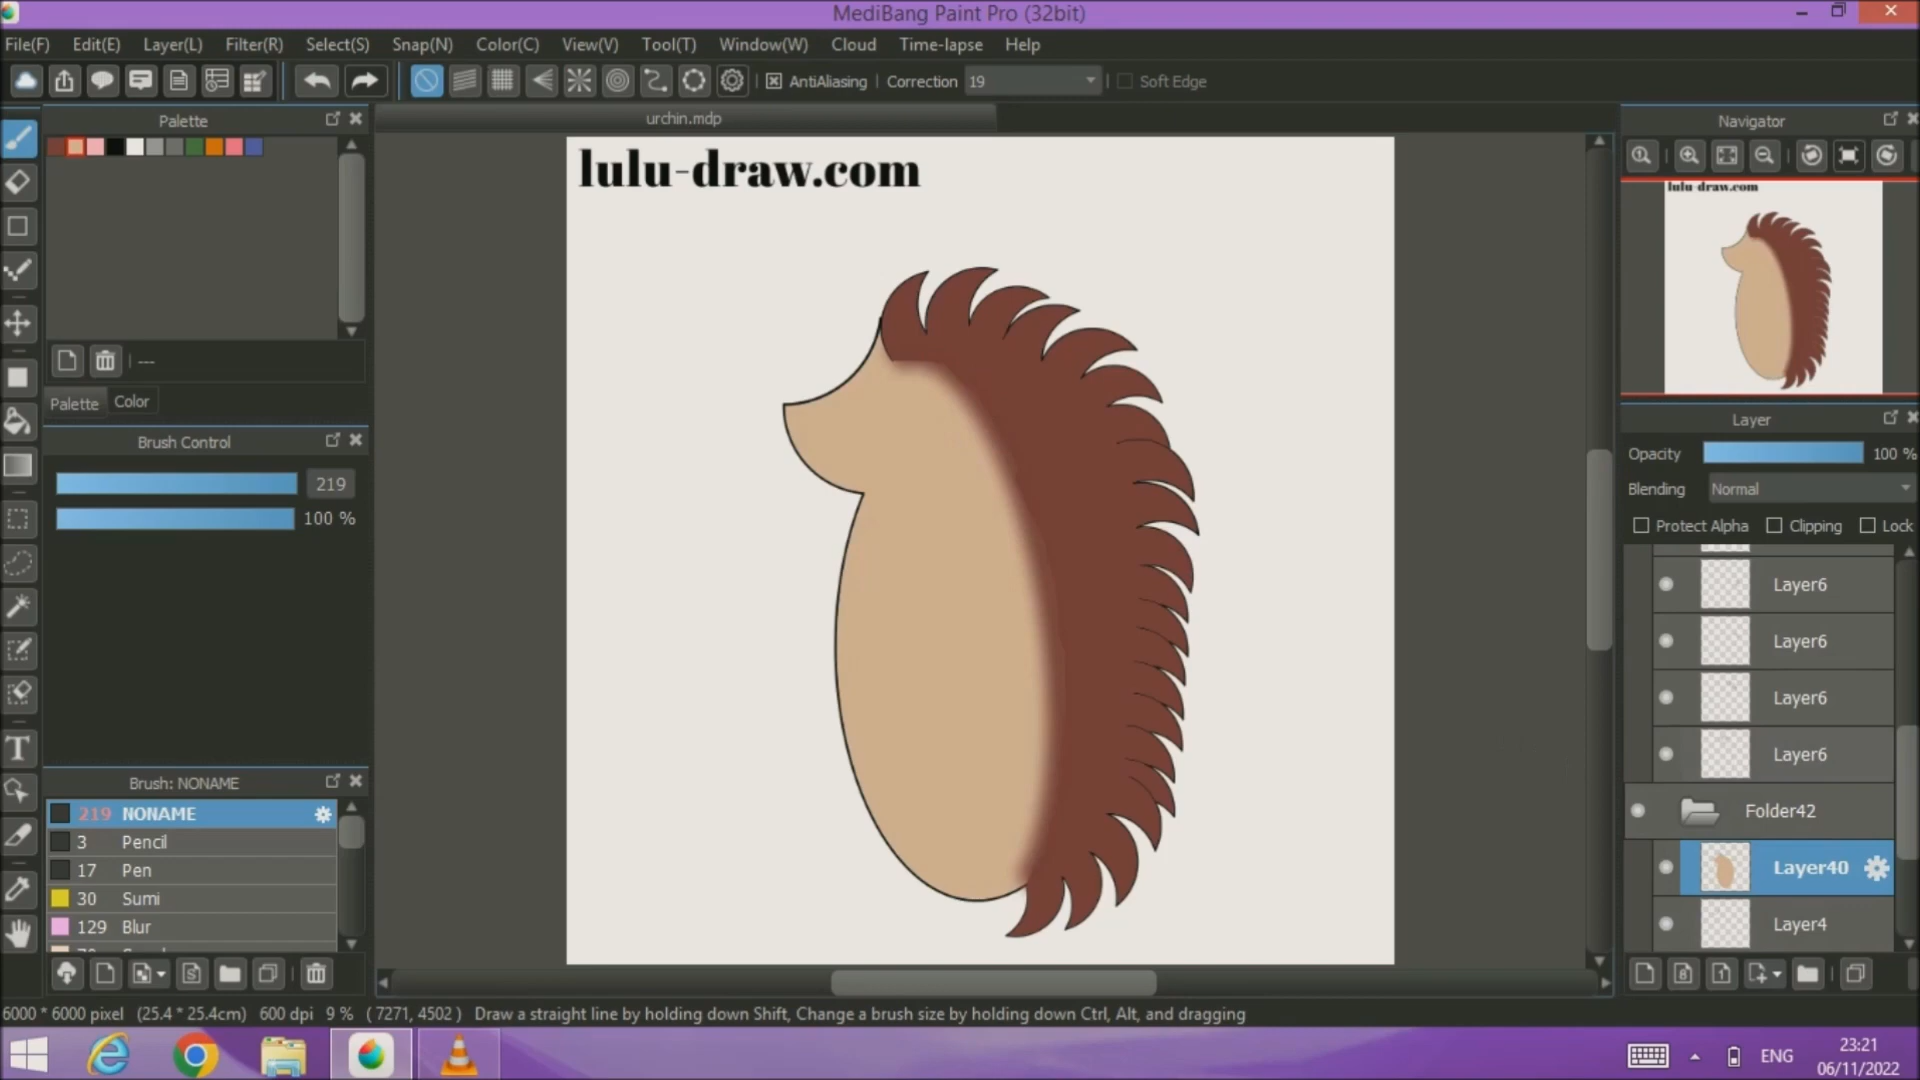 MediBang Paint Pro (32bit)
File(F) Edit(E) Layer(L) Filter(R) Select(S) Snap(N) Color(C) View(V) Tool(T) Window(W) Cloud Time-lapse Help
AntiAliasing Correction 19 Soft Edge
Palette
urchin.mdp
Navigator
lulu-draw.com
lulu-draw.com
---
Palette Color
Brush Control
219
100 %
Layer
Opacity 100 %
Blending Normal
Protect Alpha Clipping Lock
Layer6
Layer6
Layer6
Layer6
Folder42
Layer40
Layer4
Brush: NONAME
219 NONAME
3 Pencil
17 Pen
30 Sumi
129 Blur
6000 * 6000 pixel (25.4 * 25.4cm) 600 dpi 9 % ( 7271, 4502 ) Draw a straight line by holding down Shift, Change a brush size by holding down Ctrl, Alt, and dragging
ENG
23:21
06/11/2022